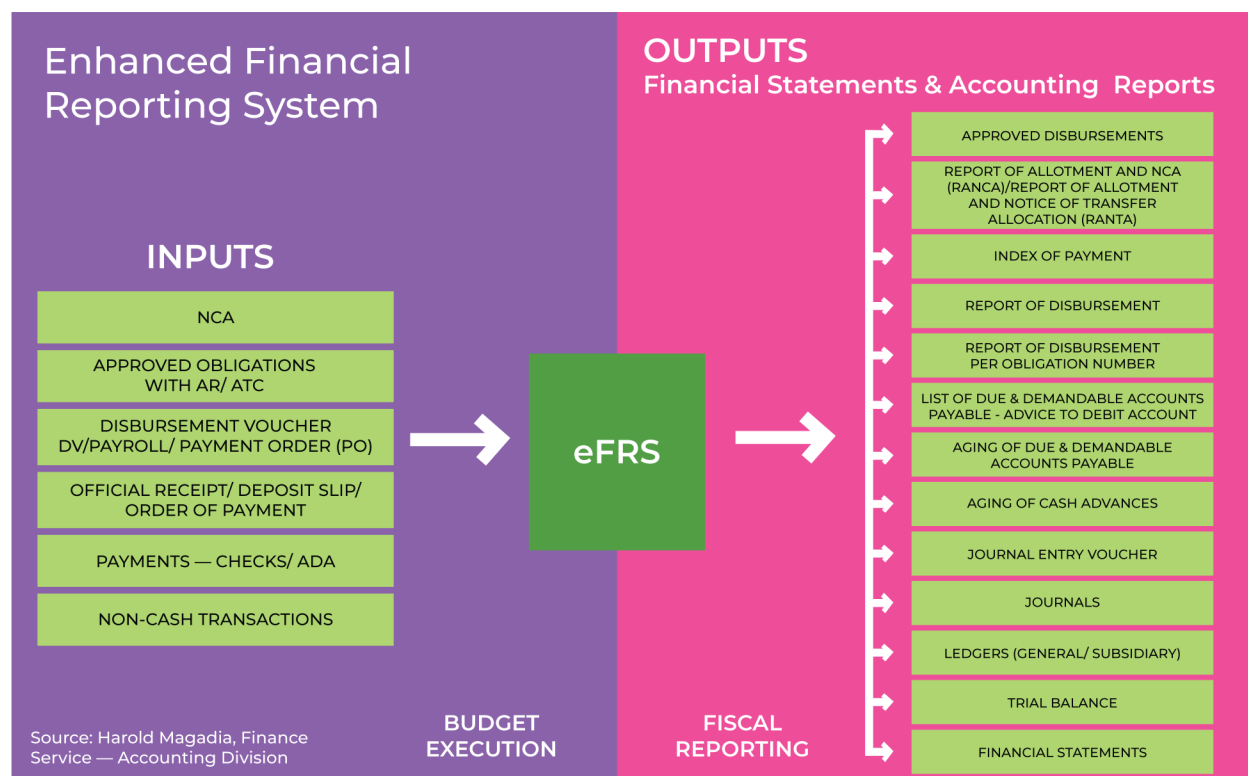 Enhanced Financial
Reporting System
INPUTS
NCA
APPROVED OBLIGATIONS
WITH AR/ ATC
DISBURSEMENT VOUCHER
DV/PAYROLL/ PAYMENT ORDER (PO)
OFFICIAL RECEIPT/ DEPOSIT SLIP/
ORDER OF PAYMENT
PAYMENTS — CHECKS/ ADA
NON-CASH TRANSACTIONS
Source: Harold Magadia, Finance
Service — Accounting Division
BUDGET
EXECUTION
eFRS
FISCAL
REPORTING
OUTPUTS
Financial Statements & Accounting Reports
APPROVED DISBURSEMENTS
REPORT OF ALLOTMENT AND NCA
(RANCA)/REPORT OF ALLOTMENT
AND NOTICE OF TRANSFER
ALLOCATION (RANTA)
INDEX OF PAYMENT
REPORT OF DISBURSEMENT
REPORT OF DISBURSEMENT
PER OBLIGATION NUMBER
LIST OF DUE & DEMANDABLE ACCOUNTS
PAYABLE - ADVICE TO DEBIT ACCOUNT
AGING OF DUE & DEMANDABLE
ACCOUNTS PAYABLE
AGING OF CASH ADVANCES
JOURNAL ENTRY VOUCHER
JOURNALS
LEDGERS (GENERAL/ SUBSIDIARY)
TRIAL BALANCE
FINANCIAL STATEMENTS